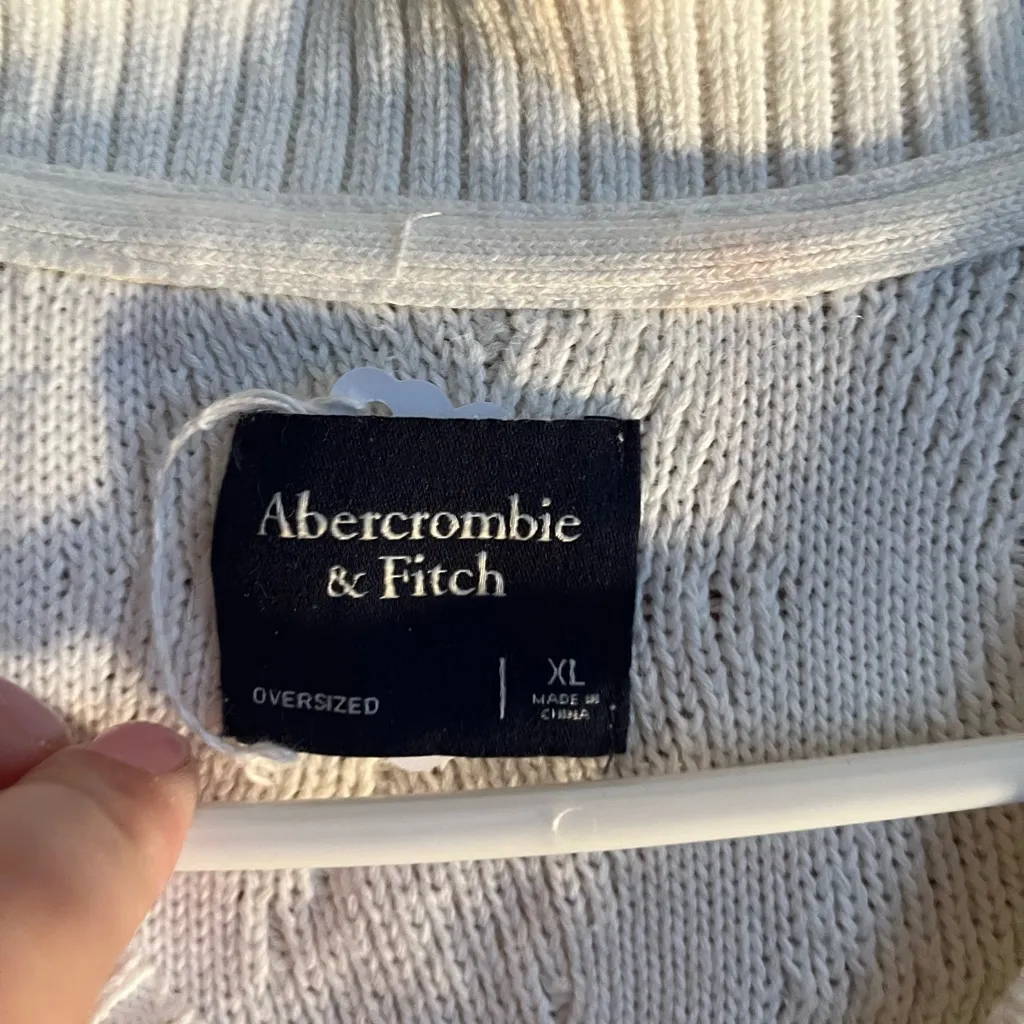 Abercrombie
& Fitch
OVERSIZED
XL
MADE IN
CHINA